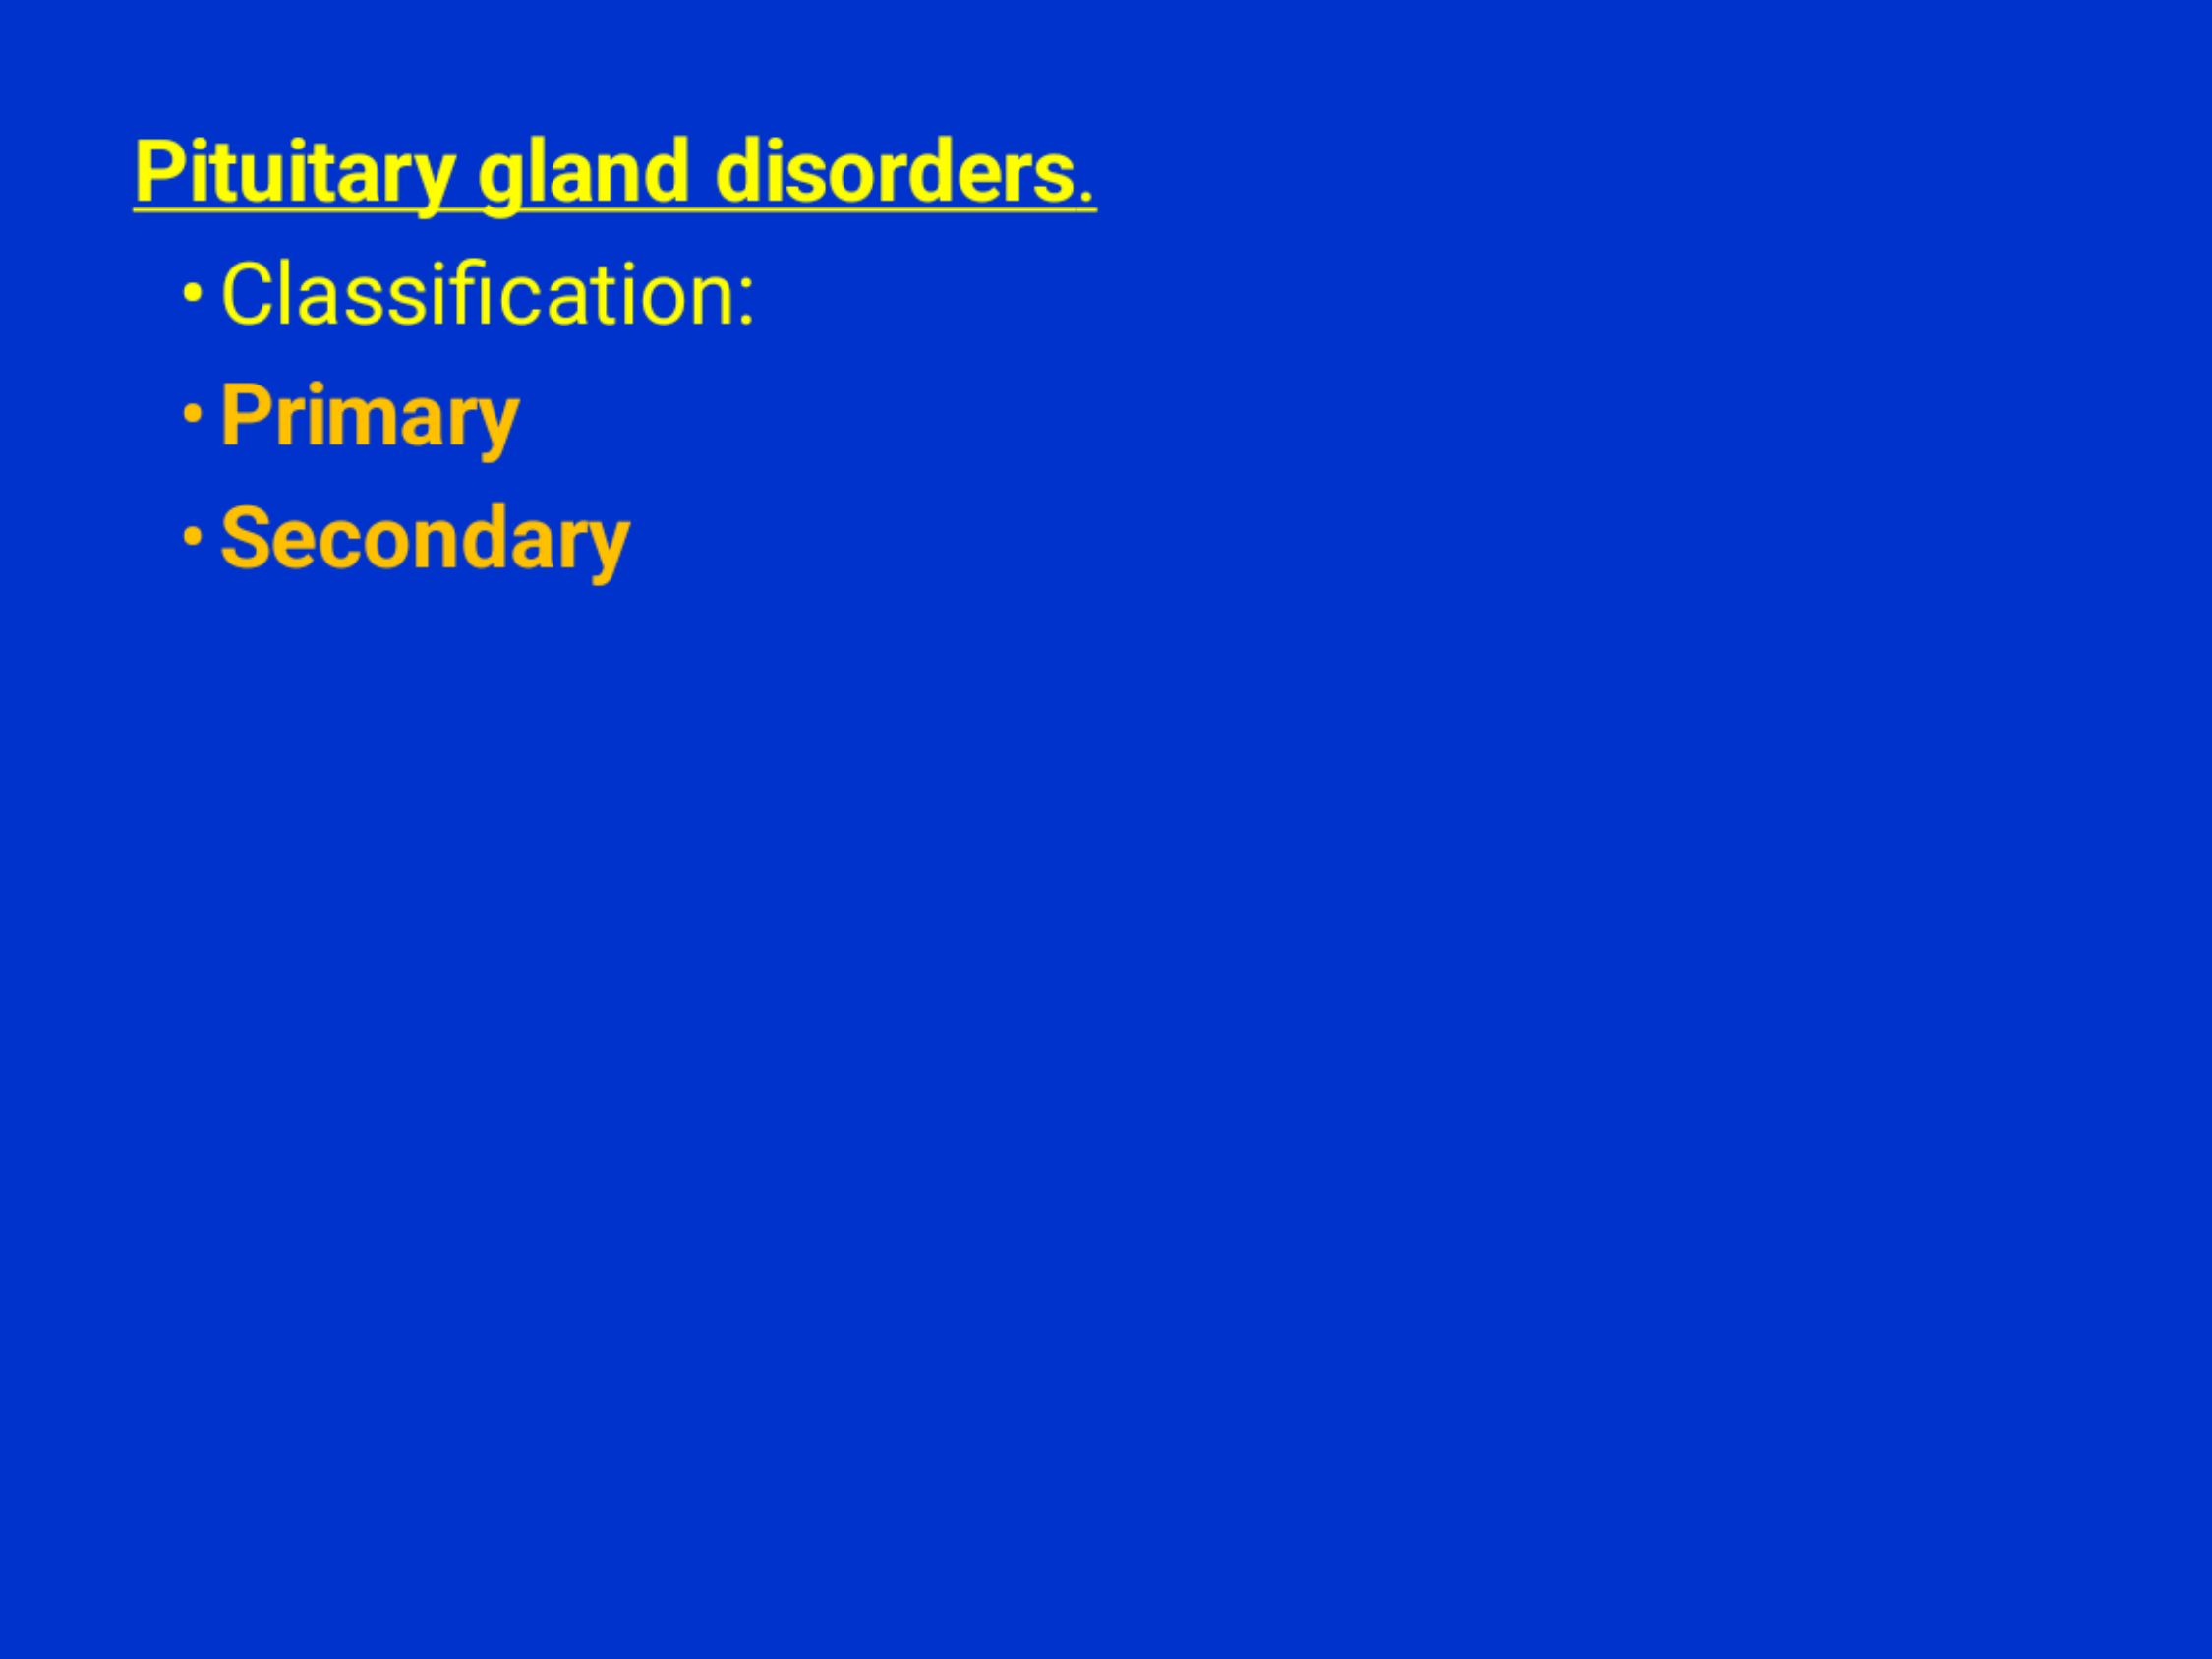 Pituitary gland disorders.
• Classification:
• Primary
• Secondary